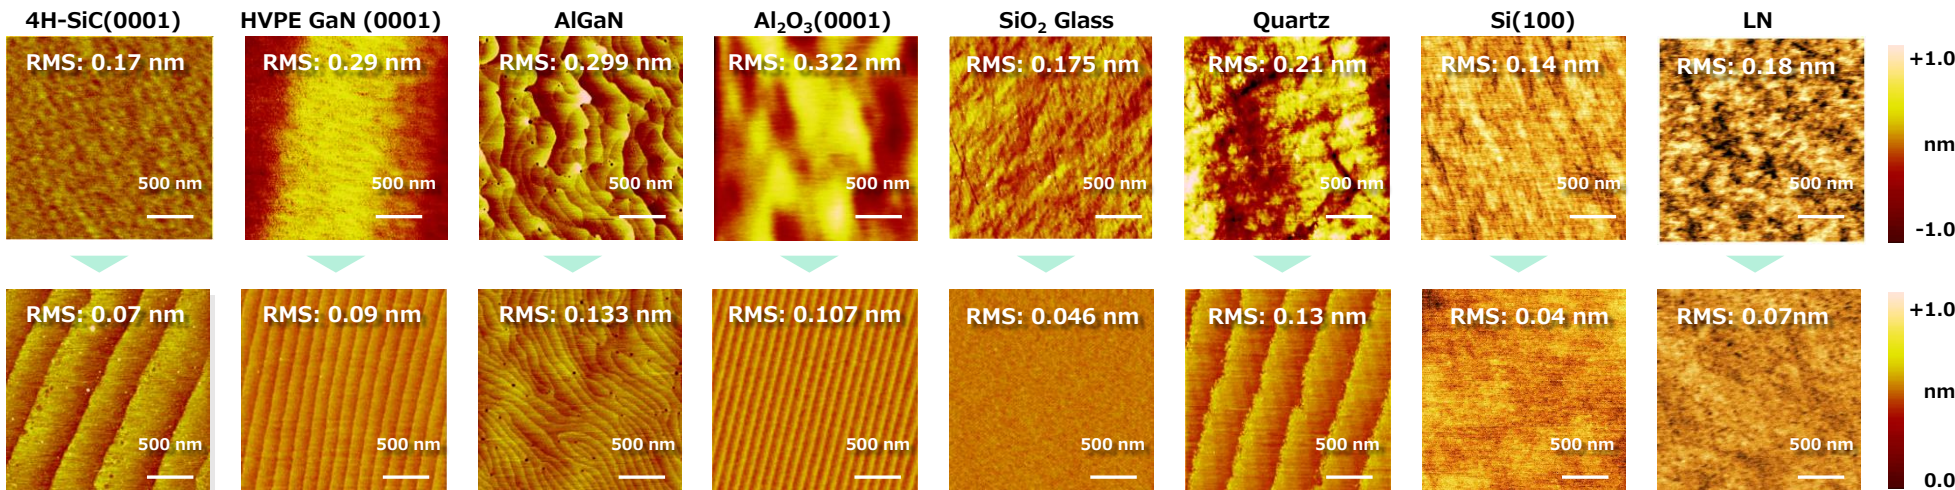 4H-SiC(0001) HVPE GaN (0001) AlGaN Al₂O₃(0001) SiO₂ Glass Quartz Si(100) LN
RMS: 0.17 nm RMS: 0.29 nm RMS: 0.299 nm RMS: 0.322 nm RMS: 0.175 nm RMS: 0.21 nm RMS: 0.14 nm RMS: 0.18 nm +1.0
nm
500 nm 500 nm 500 nm 500 nm 500 nm 500 nm 500 nm 500 nm
-1.0
RMS: 0.07 nm RMS: 0.09 nm RMS: 0.133 nm RMS: 0.107 nm RMS: 0.046 nm RMS: 0.13 nm RMS: 0.04 nm RMS: 0.07nm +1.0
nm
500 nm 500 nm 500 nm 500 nm 500 nm 500 nm 500 nm 500 nm
0.0